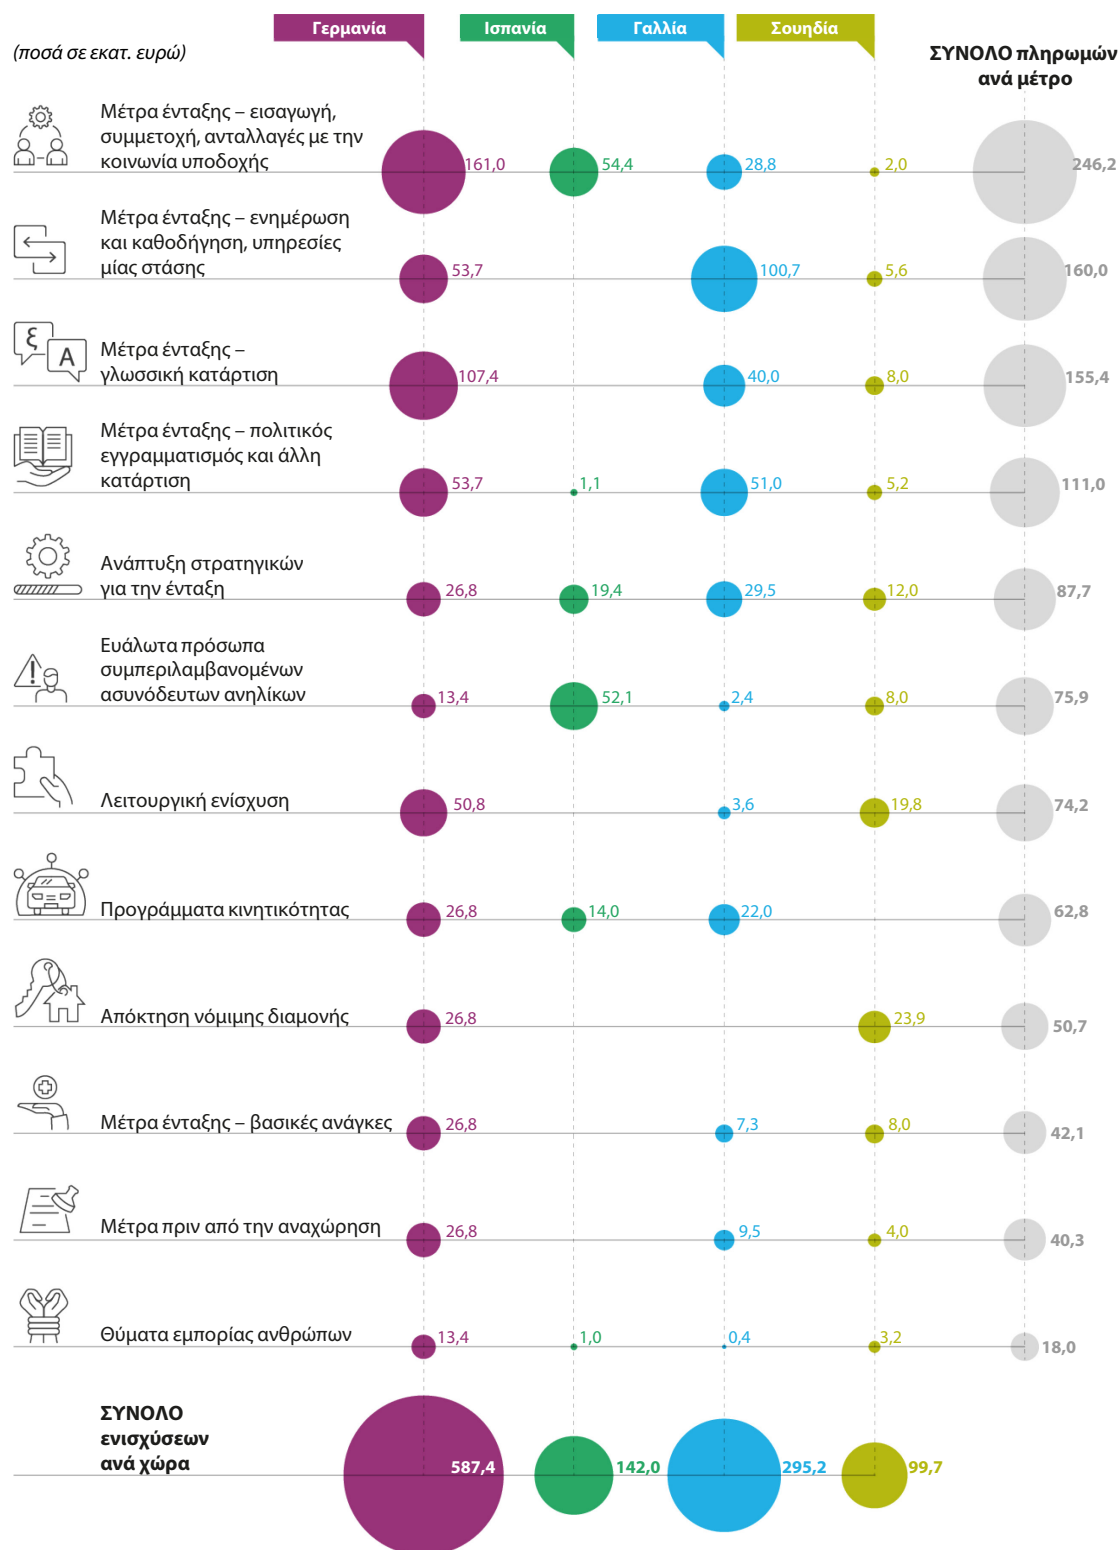 Γερμανία
Ισπανία
Γαλλία
Σουηδία
(ποσά σε εκατ. ευρώ)
ΣΥΝΟΛΟ πληρωμών
ανά μέτρο
Μέτρα ένταξης – εισαγωγή,
συμμετοχή, ανταλλαγές με την
κοινωνία υποδοχής
161,0
54,4
28,8
2,0
246,2
Μέτρα ένταξης – ενημέρωση
και καθοδήγηση, υπηρεσίες
μίας στάσης
53,7
100,7
5,6
160,0
ξ
A
Μέτρα ένταξης –
γλωσσική κατάρτιση
107,4
40,0
8,0
155,4
Μέτρα ένταξης – πολιτικός
εγγραμματισμός και άλλη
κατάρτιση
53,7
1,1
51,0
5,2
111,0
Ανάπτυξη στρατηγικών
για την ένταξη
26,8
19,4
29,5
12,0
87,7
Ευάλωτα πρόσωπα
συμπεριλαμβανομένων
ασυνόδευτων ανηλίκων
13,4
52,1
2,4
8,0
75,9
Λειτουργική ενίσχυση
50,8
3,6
19,8
74,2
Προγράμματα κινητικότητας
26,8
14,0
22,0
62,8
Απόκτηση νόμιμης διαμονής
26,8
23,9
50,7
Μέτρα ένταξης – βασικές ανάγκες
26,8
7,3
8,0
42,1
Μέτρα πριν από την αναχώρηση
26,8
9,5
4,0
40,3
Θύματα εμπορίας ανθρώπων
13,4
1,0
0,4
3,2
18,0
ΣΥΝΟΛΟ
ενισχύσεων
ανά χώρα
587,4
142,0
295,2
99,7